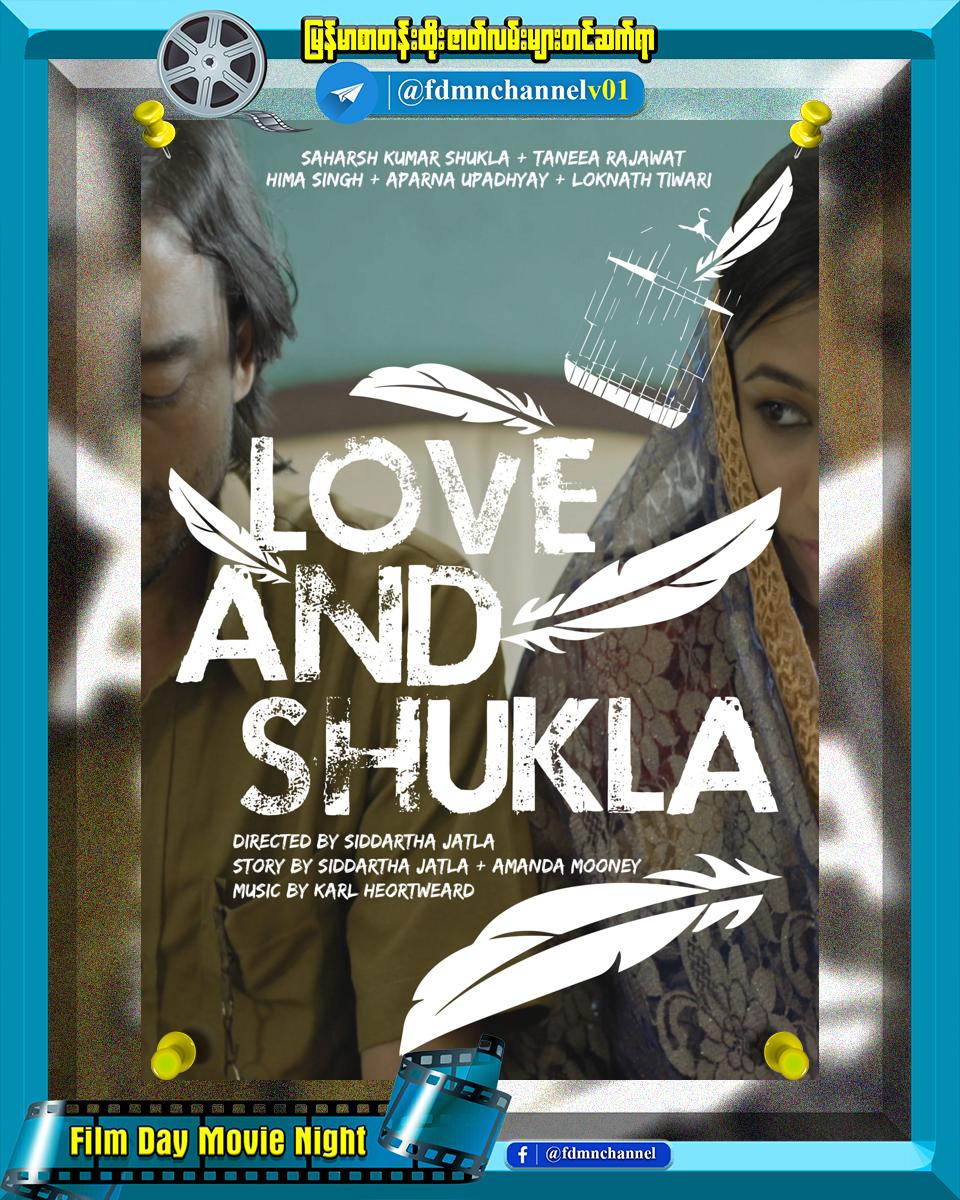 မြန်မာစာတန်းထိုးဇာတ်လမ်းများတင်ဆက်ရာ
@fdmnchannelv01
SAHARSH KUMAR SHUKLA + TANEEA RAJAWAT
HIMA SINGH + APARNA UPADHYAY + LOKNATH TIWARI
LOVE
AND
SHUKLA
DIRECTED BY SIDDARTHA JATLA
STORY BY SIDDARTHA JATLA + AMANDA MOONEY
MUSIC BY KARL HEORTWEARD
Film Day Movie Night
f | @fdmnchannel